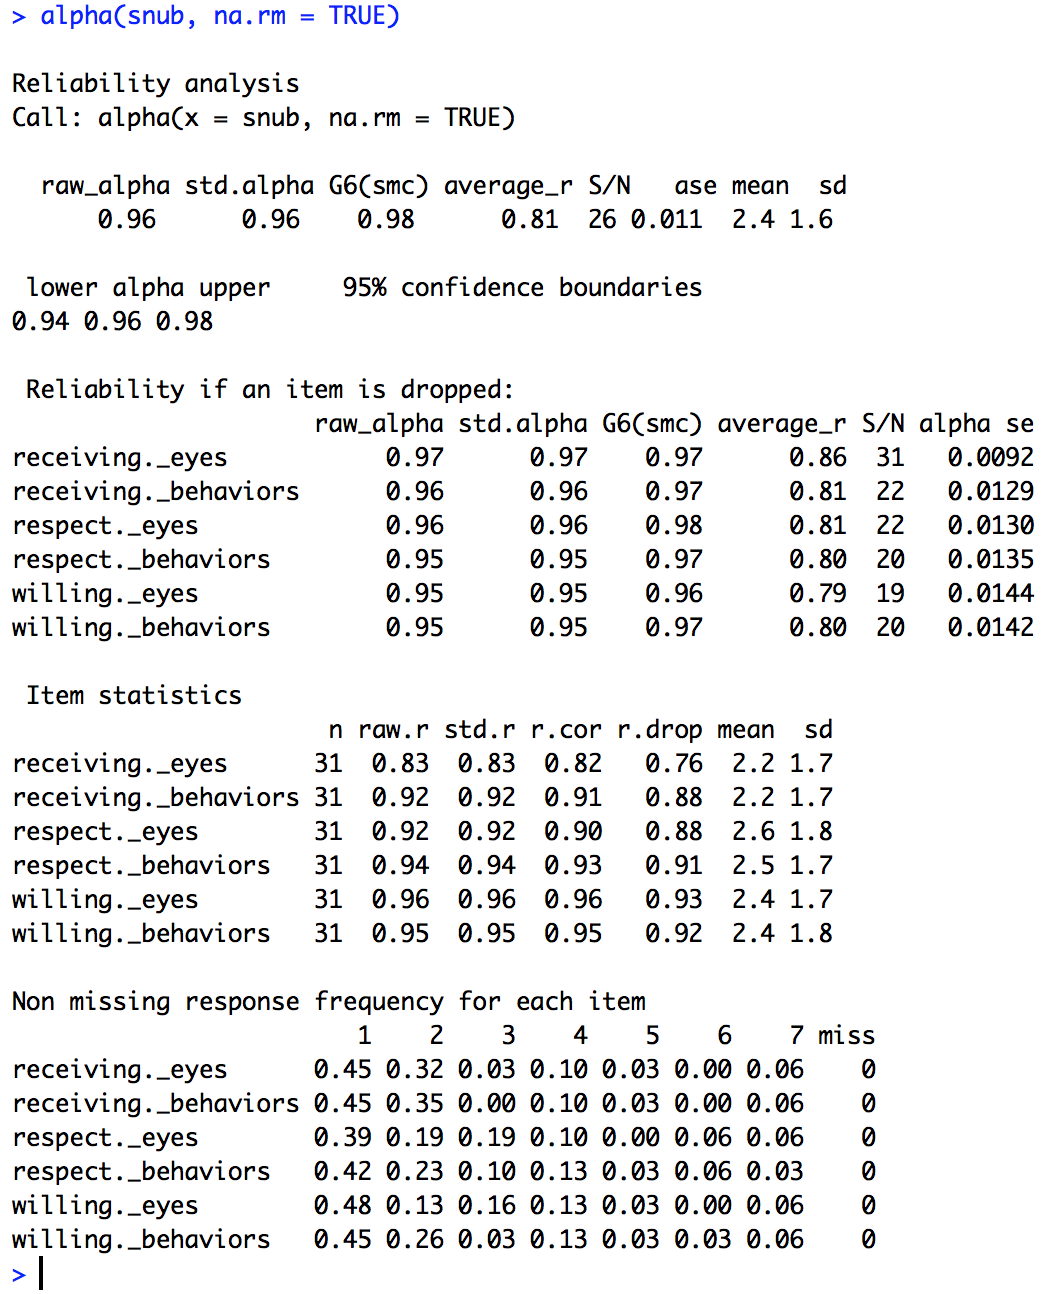 > alpha(snub, na.rm = TRUE)
Reliability analysis
Call: alpha(x = snub, na.rm = TRUE)
raw_alpha std.alpha G6(smc) average_r S/N ase mean sd
0.96 0.96 0.98 0.81 26 0.011 2.4 1.6
lower alpha upper 95% confidence boundaries
0.94 0.96 0.98
Reliability if an item is dropped:
raw_alpha std.alpha G6(smc) average_r S/N alpha se
receiving._eyes 0.97 0.97 0.97 0.86 31 0.0092
receiving._behaviors 0.96 0.96 0.97 0.81 22 0.0129
respect._eyes 0.96 0.96 0.98 0.81 22 0.0130
respect._behaviors 0.95 0.95 0.97 0.80 20 0.0135
willing._eyes 0.95 0.95 0.96 0.79 19 0.0144
willing._behaviors 0.95 0.95 0.97 0.80 20 0.0142
Item statistics
n raw.r std.r r.cor r.drop mean sd
receiving._eyes 31 0.83 0.83 0.82 0.76 2.2 1.7
receiving._behaviors 31 0.92 0.92 0.91 0.88 2.2 1.7
respect._eyes 31 0.92 0.92 0.90 0.88 2.6 1.8
respect._behaviors 31 0.94 0.94 0.93 0.91 2.5 1.7
willing._eyes 31 0.96 0.96 0.96 0.93 2.4 1.7
willing._behaviors 31 0.95 0.95 0.95 0.92 2.4 1.8
Non missing response frequency for each item
1 2 3 4 5 6 7 miss
receiving._eyes 0.45 0.32 0.03 0.10 0.03 0.00 0.06 0
receiving._behaviors 0.45 0.35 0.00 0.10 0.03 0.00 0.06 0
respect._eyes 0.39 0.19 0.19 0.10 0.00 0.06 0.06 0
respect._behaviors 0.42 0.23 0.10 0.13 0.03 0.06 0.03 0
willing._eyes 0.48 0.13 0.16 0.13 0.03 0.00 0.06 0
willing._behaviors 0.45 0.26 0.03 0.13 0.03 0.03 0.06 0
>